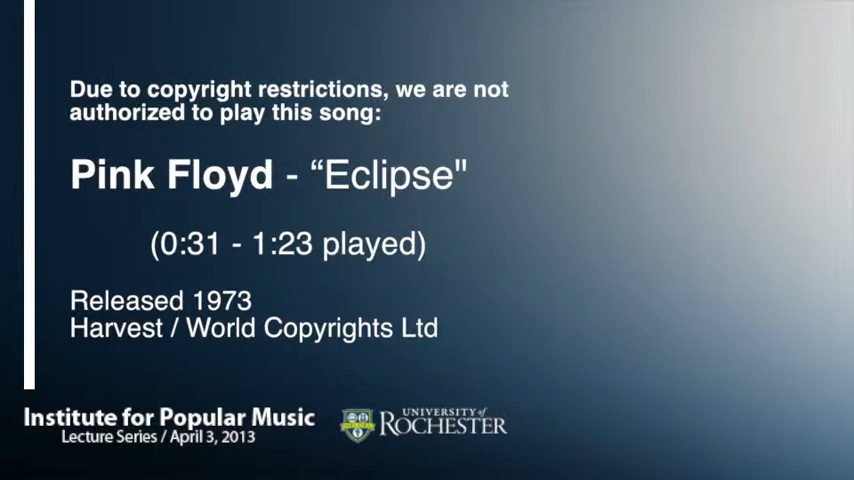 Due to copyright restrictions, we are not
authorized to play this song:
Pink Floyd - “Eclipse"
(0:31 - 1:23 played)
Released 1973
Harvest / World Copyrights Ltd
Institute for Popular Music
Lecture Series / April 3, 2013
UNIVERSITY of
ROCHESTER